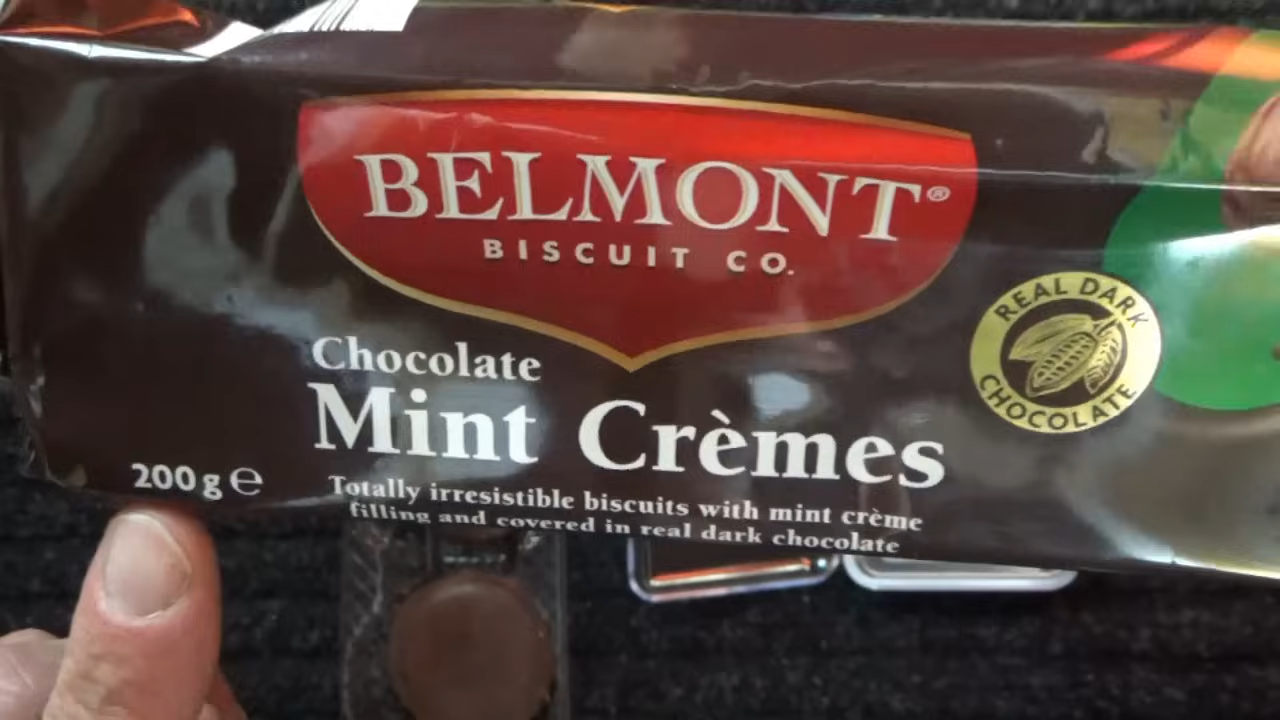 BELMONT®
BISCUIT CO.
REAL DARK
CHOCOLATE
Chocolate
Mint Crèmes
200 g ℮
Totally irresistible biscuits with mint crème
filling and covered in real dark chocolate